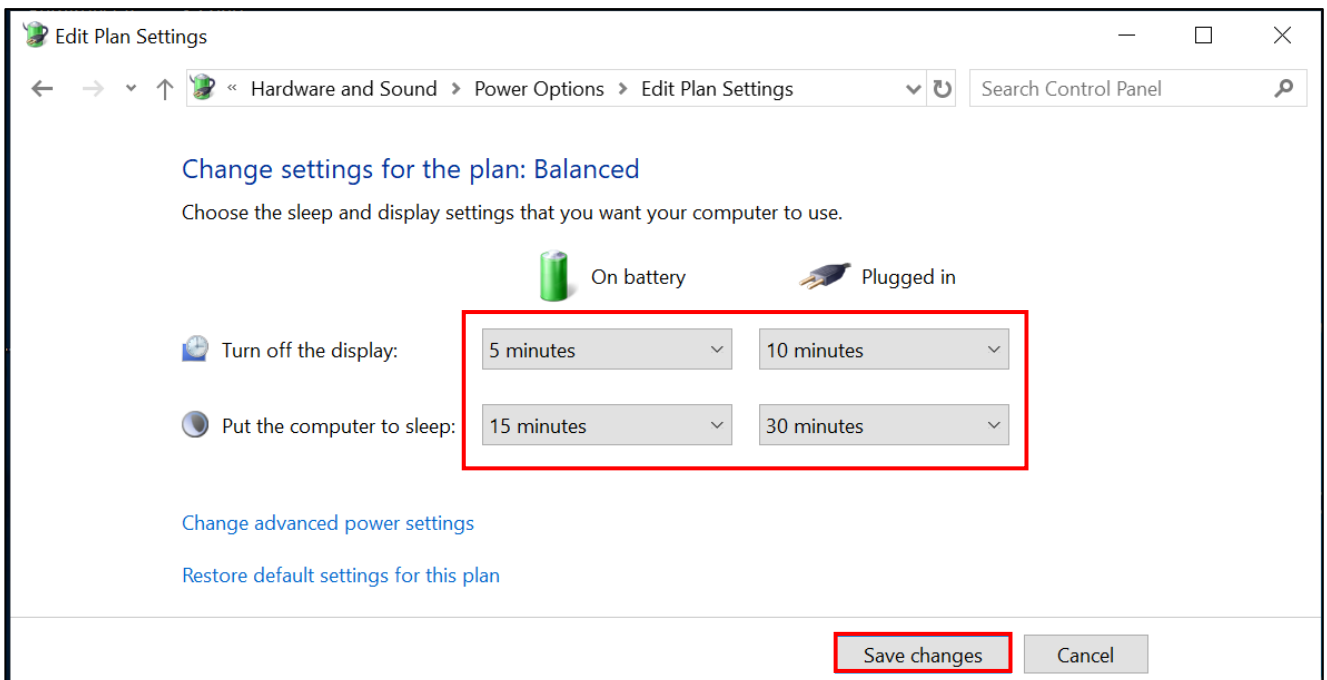 Edit Plan Settings
« Hardware and Sound > Power Options > Edit Plan Settings Search Control Panel
Change settings for the plan: Balanced
Choose the sleep and display settings that you want your computer to use.
On battery Plugged in
Turn off the display: 5 minutes 10 minutes
Put the computer to sleep: 15 minutes 30 minutes
Change advanced power settings
Restore default settings for this plan
Save changes Cancel